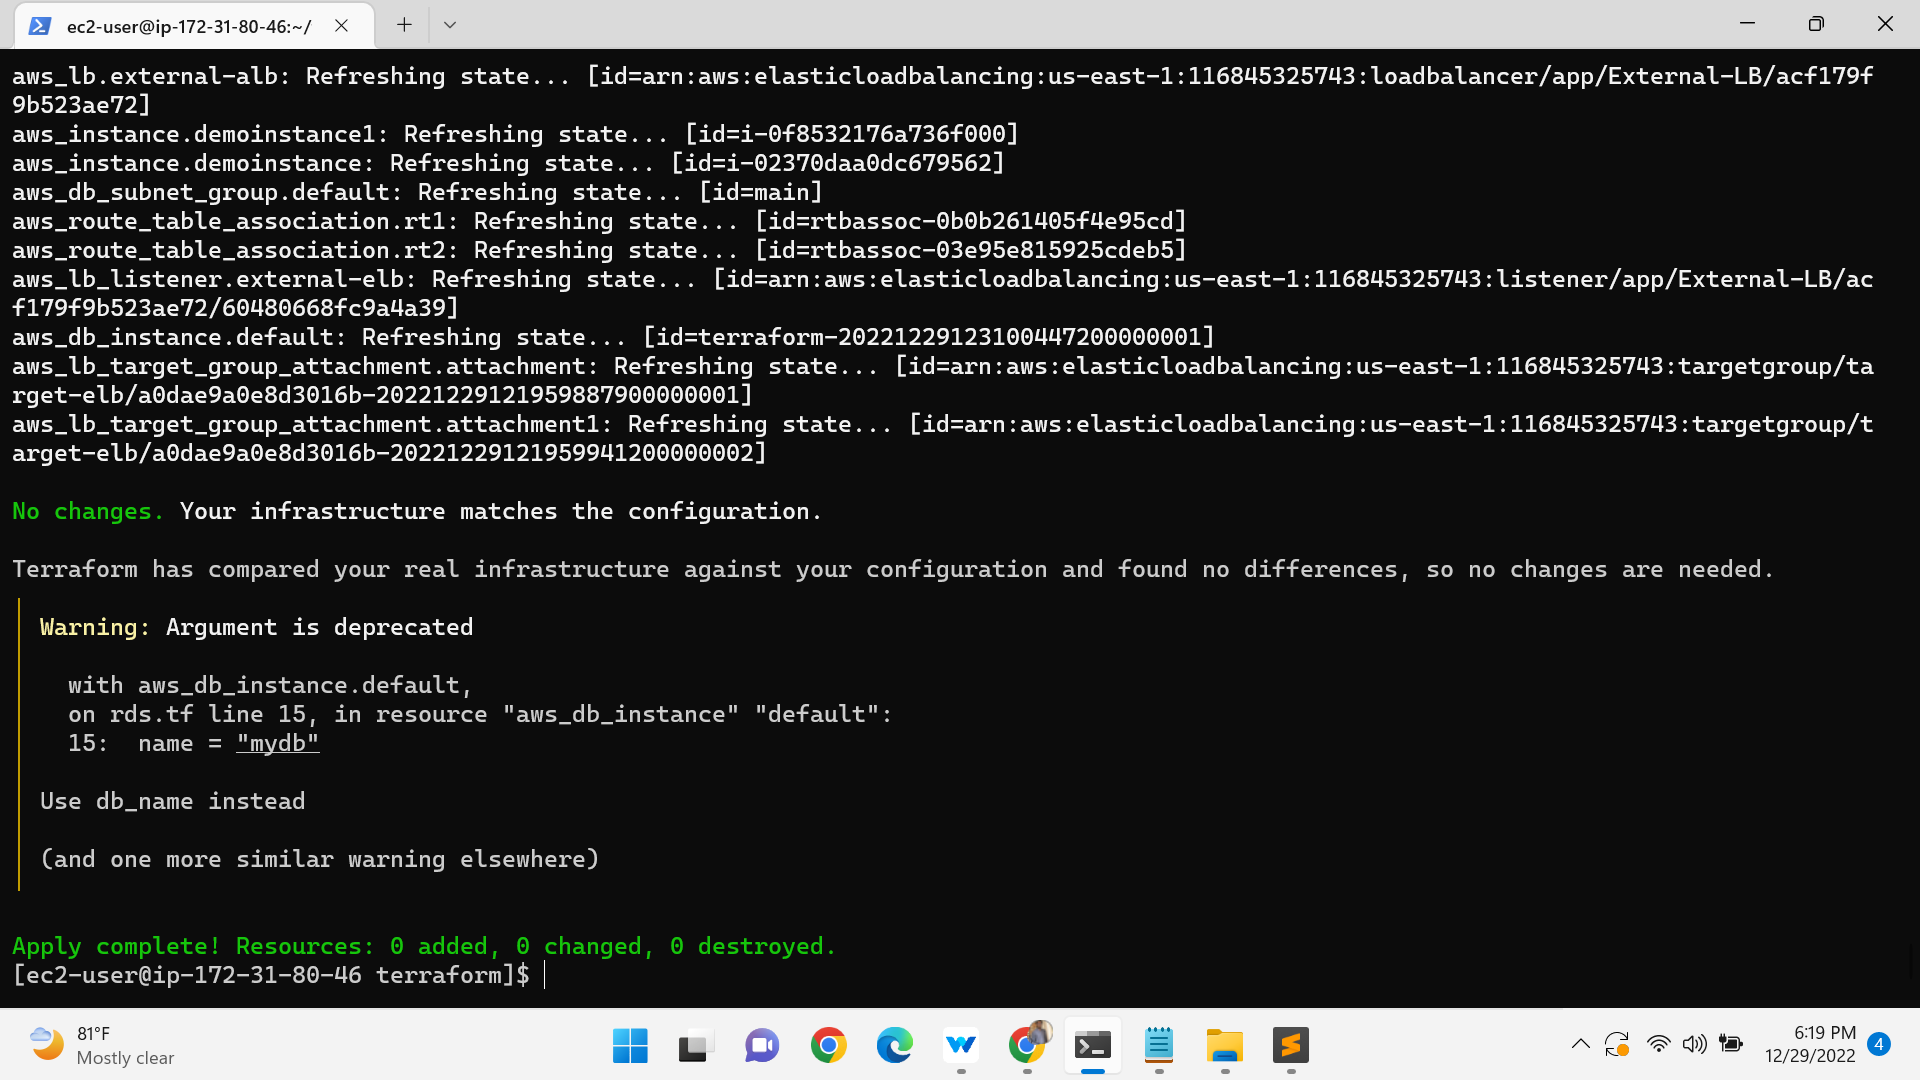 ec2-user@ip-172-31-80-46:~/
aws_lb.external-alb: Refreshing state... [id=arn:aws:elasticloadbalancing:us-east-1:116845325743:loadbalancer/app/External-LB/acf179f
9b523ae72]
aws_instance.demoinstance1: Refreshing state... [id=i-0f8532176a736f000]
aws_instance.demoinstance: Refreshing state... [id=i-02370daa0dc679562]
aws_db_subnet_group.default: Refreshing state... [id=main]
aws_route_table_association.rt1: Refreshing state... [id=rtbassoc-0b0b261405f4e95cd]
aws_route_table_association.rt2: Refreshing state... [id=rtbassoc-03e95e815925cdeb5]
aws_lb_listener.external-elb: Refreshing state... [id=arn:aws:elasticloadbalancing:us-east-1:116845325743:listener/app/External-LB/ac
f179f9b523ae72/60480668fc9a4a39]
aws_db_instance.default: Refreshing state... [id=terraform-20221229123100447200000001]
aws_lb_target_group_attachment.attachment: Refreshing state... [id=arn:aws:elasticloadbalancing:us-east-1:116845325743:targetgroup/ta
rget-elb/a0dae9a0e8d3016b-20221229121959887900000001]
aws_lb_target_group_attachment.attachment1: Refreshing state... [id=arn:aws:elasticloadbalancing:us-east-1:116845325743:targetgroup/t
arget-elb/a0dae9a0e8d3016b-20221229121959941200000002]
No changes. Your infrastructure matches the configuration.
Terraform has compared your real infrastructure against your configuration and found no differences, so no changes are needed.
Warning: Argument is deprecated
with aws_db_instance.default,
on rds.tf line 15, in resource "aws_db_instance" "default":
15: name = "mydb"
Use db_name instead
(and one more similar warning elsewhere)
Apply complete! Resources: 0 added, 0 changed, 0 destroyed.
[ec2-user@ip-172-31-80-46 terraform]$
81°F
Mostly clear
6:19 PM
12/29/2022
4